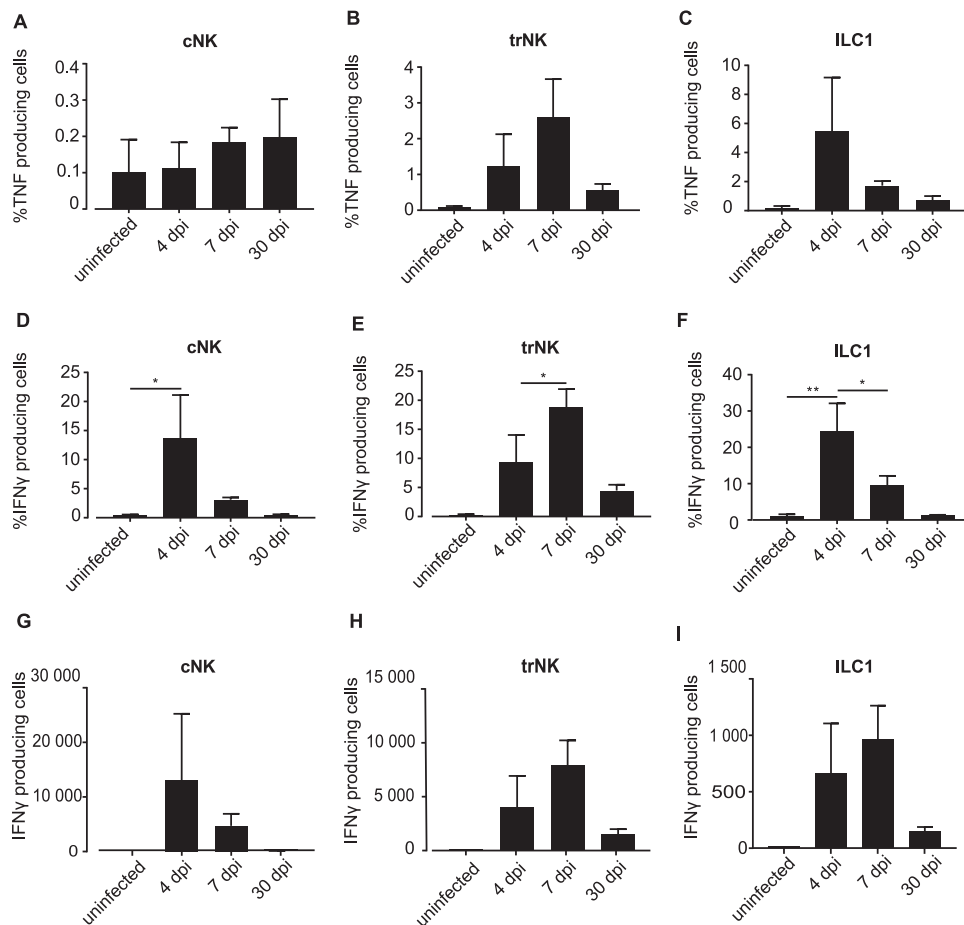 A
cNK
%TNF producing cells
0.4
0.3
0.2
0.1
0
uninfected
4 dpi
7 dpi
30 dpi
B
trNK
%TNF producing cells
4
3
2
1
0
uninfected
4 dpi
7 dpi
30 dpi
C
ILC1
%TNF producing cells
10
8
6
4
2
0
uninfected
4 dpi
7 dpi
30 dpi
D
cNK
%IFNγ producing cells
25
20
15
10
5
0
*
uninfected
4 dpi
7 dpi
30 dpi
E
trNK
%IFNγ producing cells
25
20
15
10
5
0
*
uninfected
4 dpi
7 dpi
30 dpi
F
ILC1
%IFNγ producing cells
40
30
20
10
0
**
*
uninfected
4 dpi
7 dpi
30 dpi
G
cNK
IFNγ producing cells
30 000
20 000
10 000
0
uninfected
4 dpi
7 dpi
30 dpi
H
trNK
IFNγ producing cells
15 000
10 000
5 000
0
uninfected
4 dpi
7 dpi
30 dpi
I
ILC1
IFNγ producing cells
1 500
1 000
500
0
uninfected
4 dpi
7 dpi
30 dpi